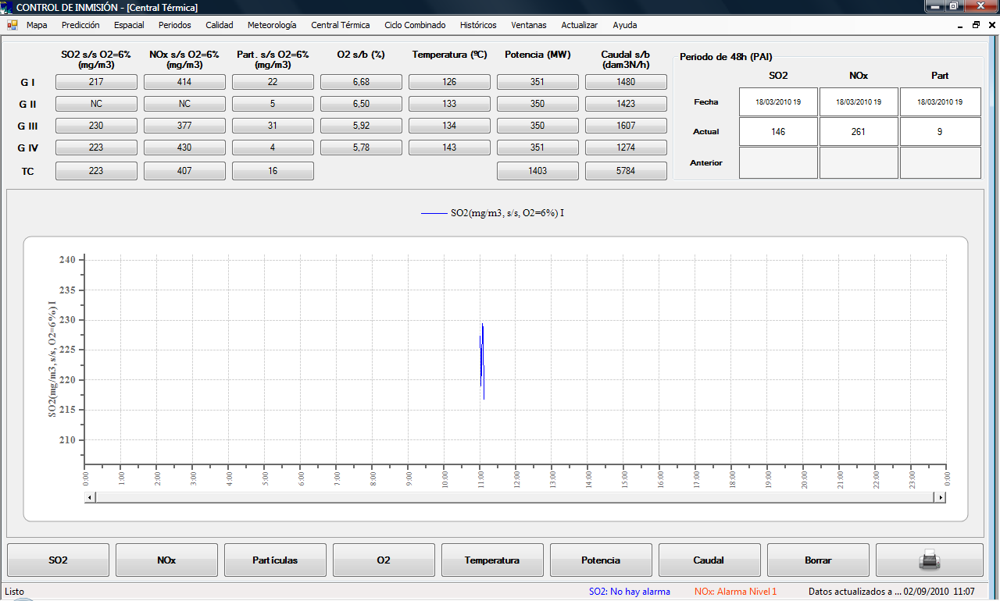 CONTROL DE INMISIÓN - [Central Térmica]
Mapa Predicción Espacial Periodos Calidad Meteorología Central Térmica Ciclo Combinado Históricos Ventanas Actualizar Ayuda
SO2 s/s O2=6% (mg/m3) NOx s/s O2=6% (mg/m3) Part. s/s O2=6% (mg/m3) O2 s/b (%) Temperatura (ºC) Potencia (MW) Caudal s/b (dam3N/h)
G I 217 414 22 6,68 126 351 1480
G II NC NC 5 6,50 133 350 1423
G III 230 377 31 5,92 134 350 1607
G IV 223 430 4 5,78 143 351 1274
TC 223 407 16 1403 5784
Periodo de 48h (PAI)
SO2 NOx Part
Fecha 18/03/2010 19 18/03/2010 19 18/03/2010 19
Actual 146 261 9
Anterior
SO2(mg/m3, s/s, O2=6%) I
SO2(mg/m3, s/s, O2=6%) I
240
235
230
225
220
215
210
0:00 1:00 2:00 3:00 4:00 5:00 6:00 7:00 8:00 9:00 10:00 11:00 12:00 13:00 14:00 15:00 16:00 17:00 18:00 19:00 20:00 21:00 22:00 23:00 0:00
SO2 NOx Partículas O2 Temperatura Potencia Caudal Borrar
Listo SO2: No hay alarma NOx: Alarma Nivel 1 Datos actualizados a ... 02/09/2010 11:07